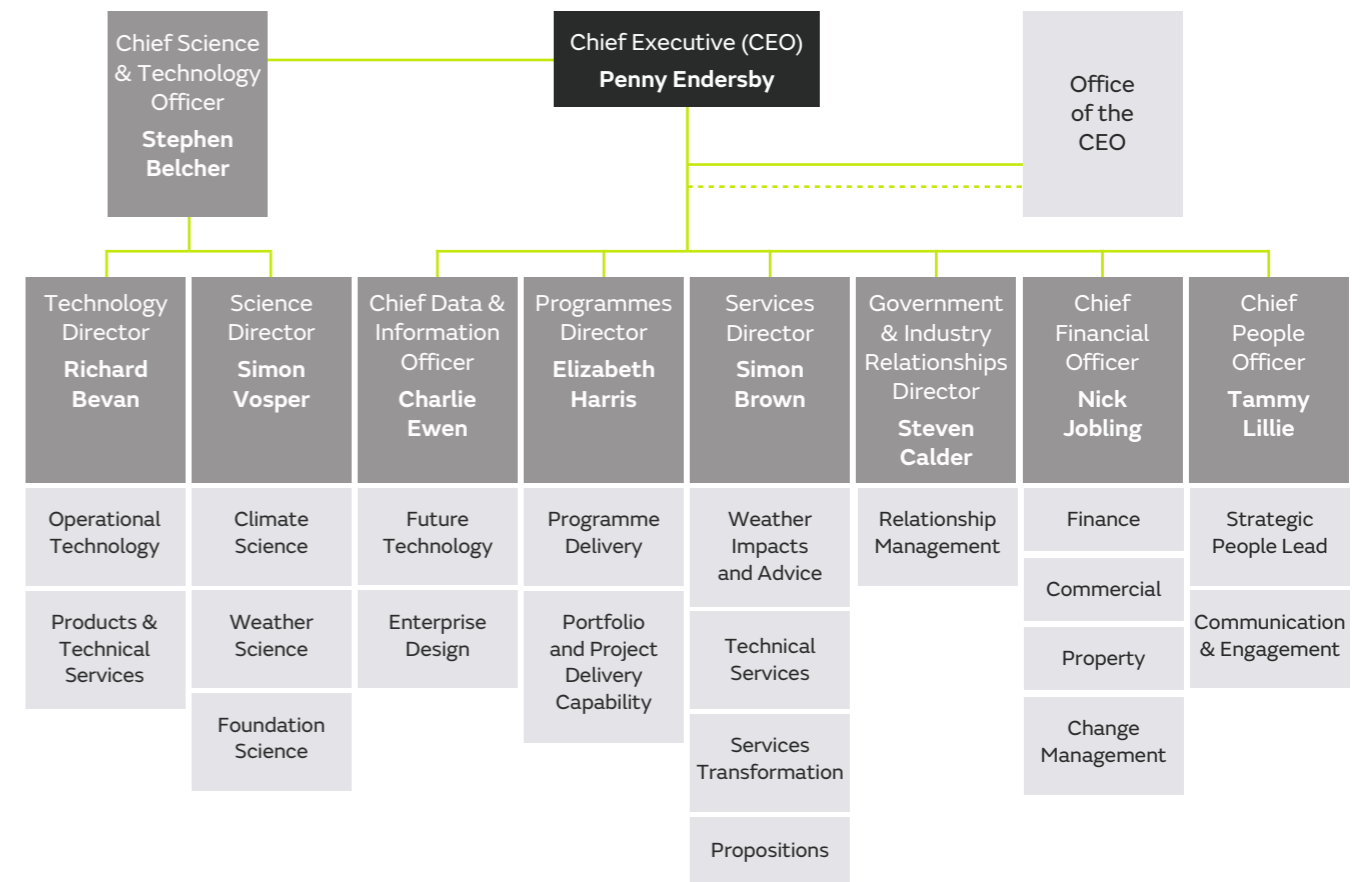 Chief Science
& Technology
Officer
Stephen
Belcher
Chief Executive (CEO)
Penny Endersby
Office
of the
CEO
Technology
Director
Richard
Bevan
Science
Director
Simon
Vosper
Chief Data &
Information
Officer
Charlie
Ewen
Programmes
Director
Elizabeth
Harris
Services
Director
Simon
Brown
Government
& Industry
Relationships
Director
Steven
Calder
Chief
Financial
Officer
Nick
Jobling
Chief
People
Officer
Tammy
Lillie
Operational
Technology
Products &
Technical
Services
Climate
Science
Weather
Science
Foundation
Science
Future
Technology
Enterprise
Design
Programme
Delivery
Portfolio
and Project
Delivery
Capability
Weather
Impacts
and Advice
Technical
Services
Services
Transformation
Propositions
Relationship
Management
Finance
Commercial
Property
Change
Management
Strategic
People Lead
Communication
& Engagement